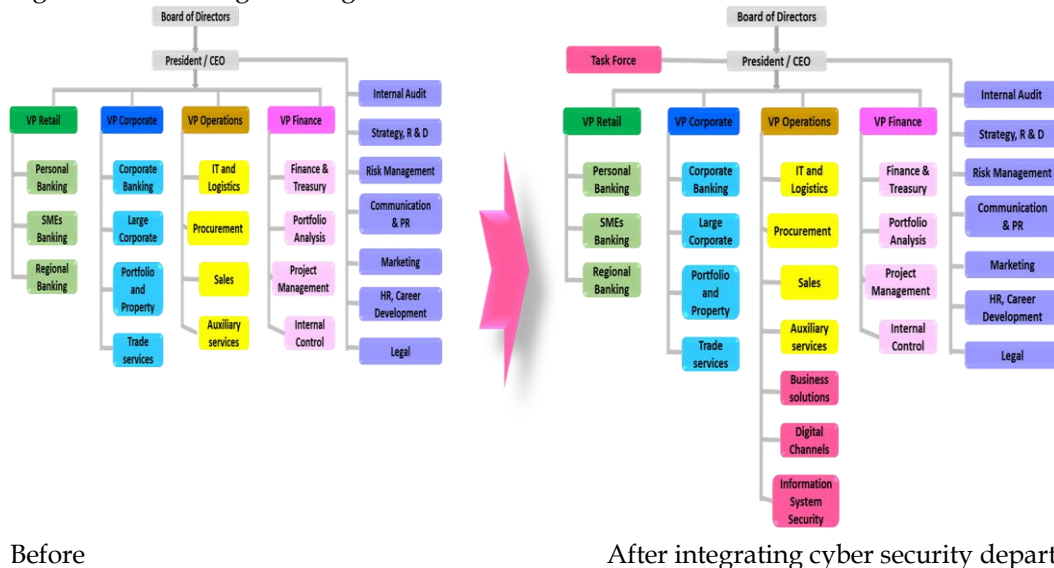 Board of Directors
President / CEO
VP Retail
VP Corporate
VP Operations
VP Finance
Personal
Banking
SMEs
Banking
Regional
Banking
Corporate
Banking
Large
Corporate
Portfolio
and
Property
Trade
services
IT and
Logistics
Procurement
Sales
Auxiliary
services
Finance &
Treasury
Portfolio
Analysis
Project
Management
Internal
Control
Internal Audit
Strategy, R & D
Risk Management
Communication
& PR
Marketing
HR, Career
Development
Legal
Before
Board of Directors
Task Force
President / CEO
VP Retail
VP Corporate
VP Operations
VP Finance
Personal
Banking
SMEs
Banking
Regional
Banking
Corporate
Banking
Large
Corporate
Portfolio
and
Property
Trade
services
IT and
Logistics
Procurement
Sales
Auxiliary
services
Business
solutions
Digital
Channels
Information
System
Security
Finance &
Treasury
Portfolio
Analysis
Project
Management
Internal
Control
Internal Audit
Strategy, R & D
Risk Management
Communication
& PR
Marketing
HR, Career
Development
Legal
After integrating cyber security depart